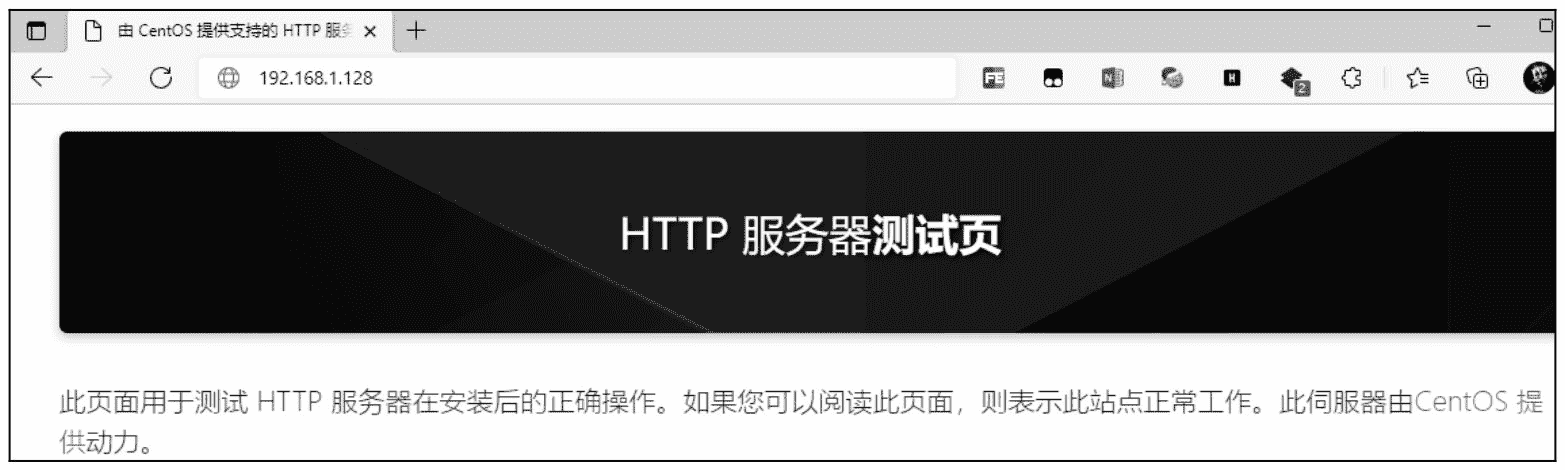 由 CentOS 提供支持的 HTTP 服
192.168.1.128
2
HTTP 服务器测试页
此页面用于测试 HTTP 服务器在安装后的正确操作。如果您可以阅读此页面，则表示此站点正常工作。此伺服器由CentOS 提
供动力。